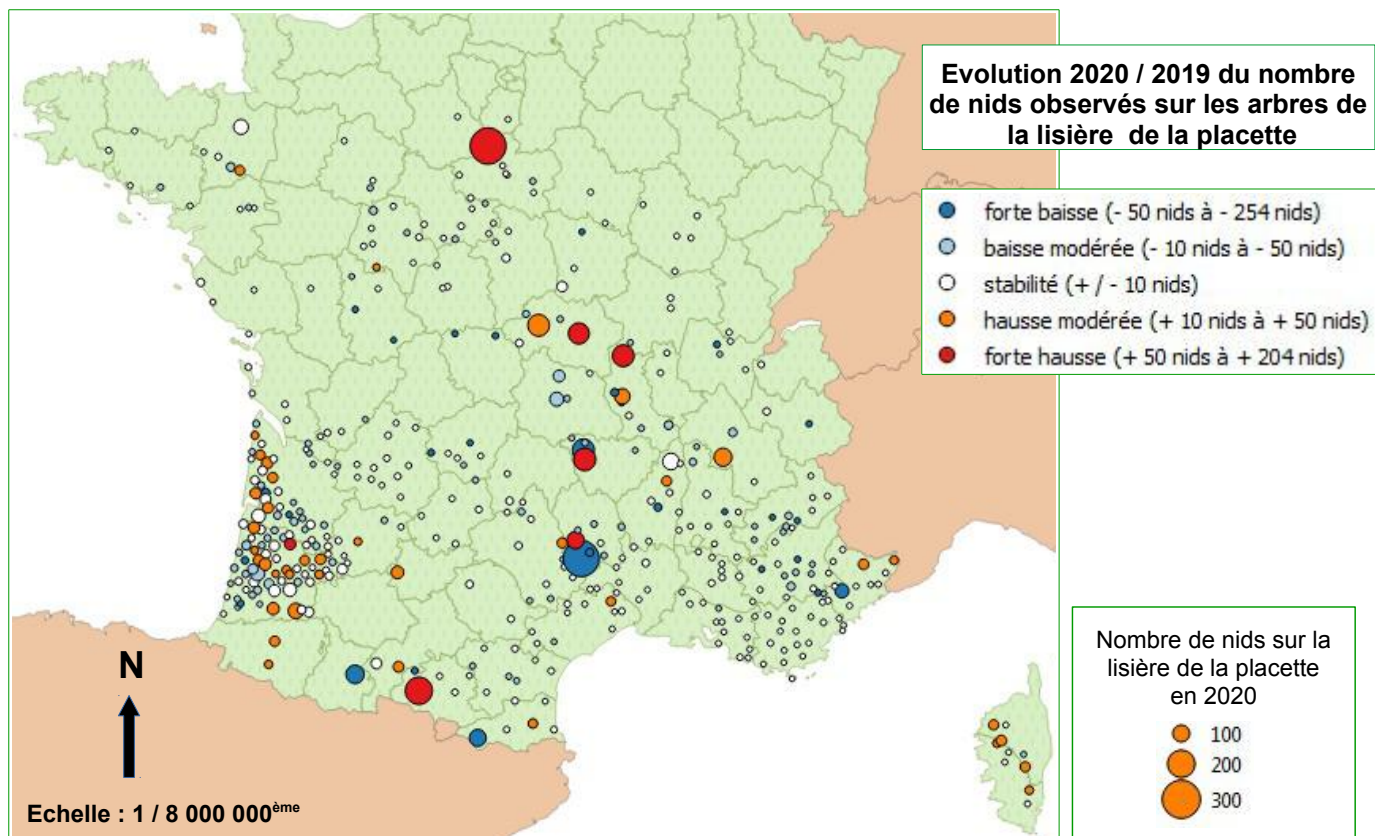 Evolution 2020 / 2019 du nombre
de nids observés sur les arbres de
la lisière de la placette
forte baisse (- 50 nids à - 254 nids)
baisse modérée (- 10 nids à - 50 nids)
stabilité (+ / - 10 nids)
hausse modérée (+ 10 nids à + 50 nids)
forte hausse (+ 50 nids à + 204 nids)
N
Echelle : 1 / 8 000 000ème
Nombre de nids sur la
lisière de la placette
en 2020
100
200
300